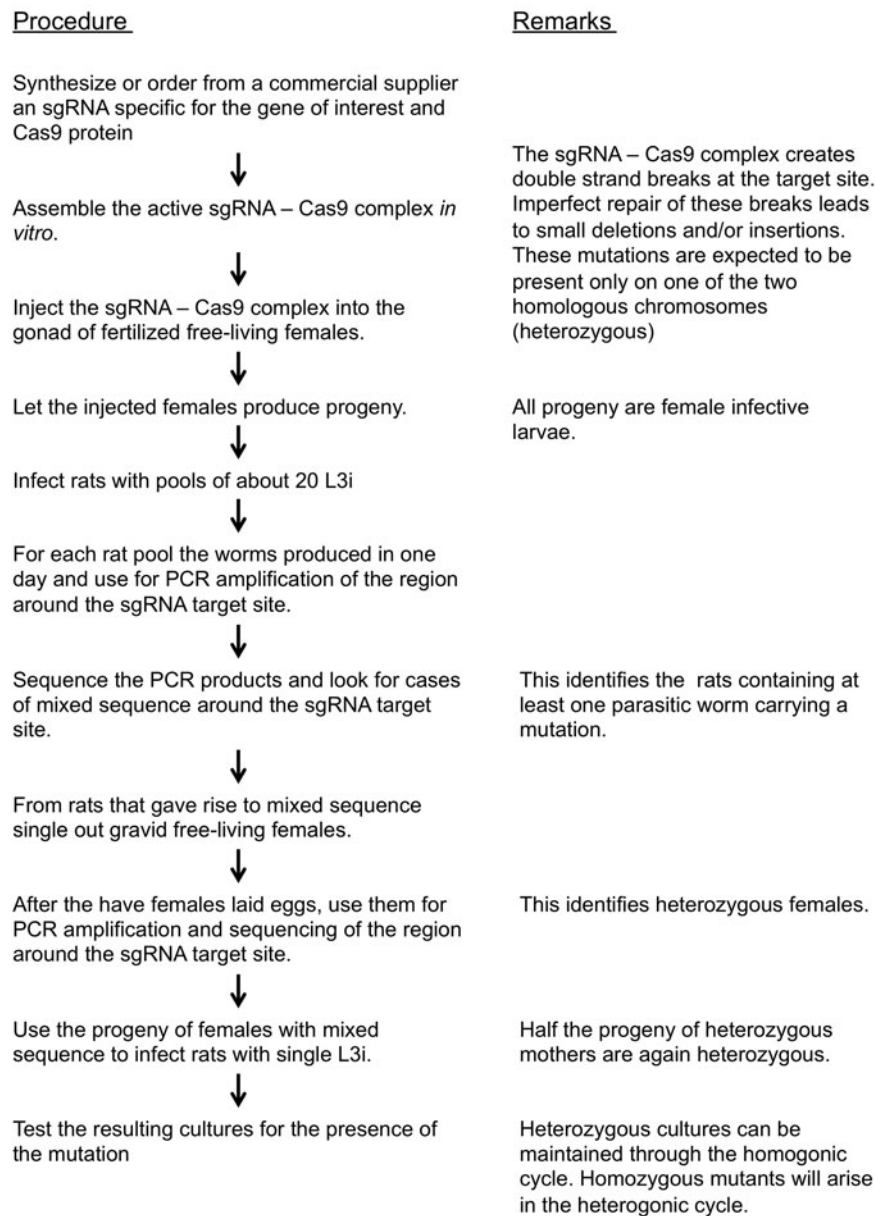 Procedure
Remarks
Synthesize or order from a commercial supplier
an sgRNA specific for the gene of interest and
Cas9 protein
Assemble the active sgRNA – Cas9 complex in
vitro.
The sgRNA – Cas9 complex creates
double strand breaks at the target site.
Imperfect repair of these breaks leads
to small deletions and/or insertions.
These mutations are expected to be
present only on one of the two
homologous chromosomes
(heterozygous)
Inject the sgRNA – Cas9 complex into the
gonad of fertilized free-living females.
Let the injected females produce progeny.
All progeny are female infective
larvae.
Infect rats with pools of about 20 L3i
For each rat pool the worms produced in one
day and use for PCR amplification of the region
around the sgRNA target site.
Sequence the PCR products and look for cases
of mixed sequence around the sgRNA target
site.
This identifies the  rats containing at
least one parasitic worm carrying a
mutation.
From rats that gave rise to mixed sequence
single out gravid free-living females.
After the have females laid eggs, use them for
PCR amplification and sequencing of the region
around the sgRNA target site.
This identifies heterozygous females.
Use the progeny of females with mixed
sequence to infect rats with single L3i.
Half the progeny of heterozygous
mothers are again heterozygous.
Test the resulting cultures for the presence of
the mutation
Heterozygous cultures can be
maintained through the homogonic
cycle. Homozygous mutants will arise
in the heterogonic cycle.